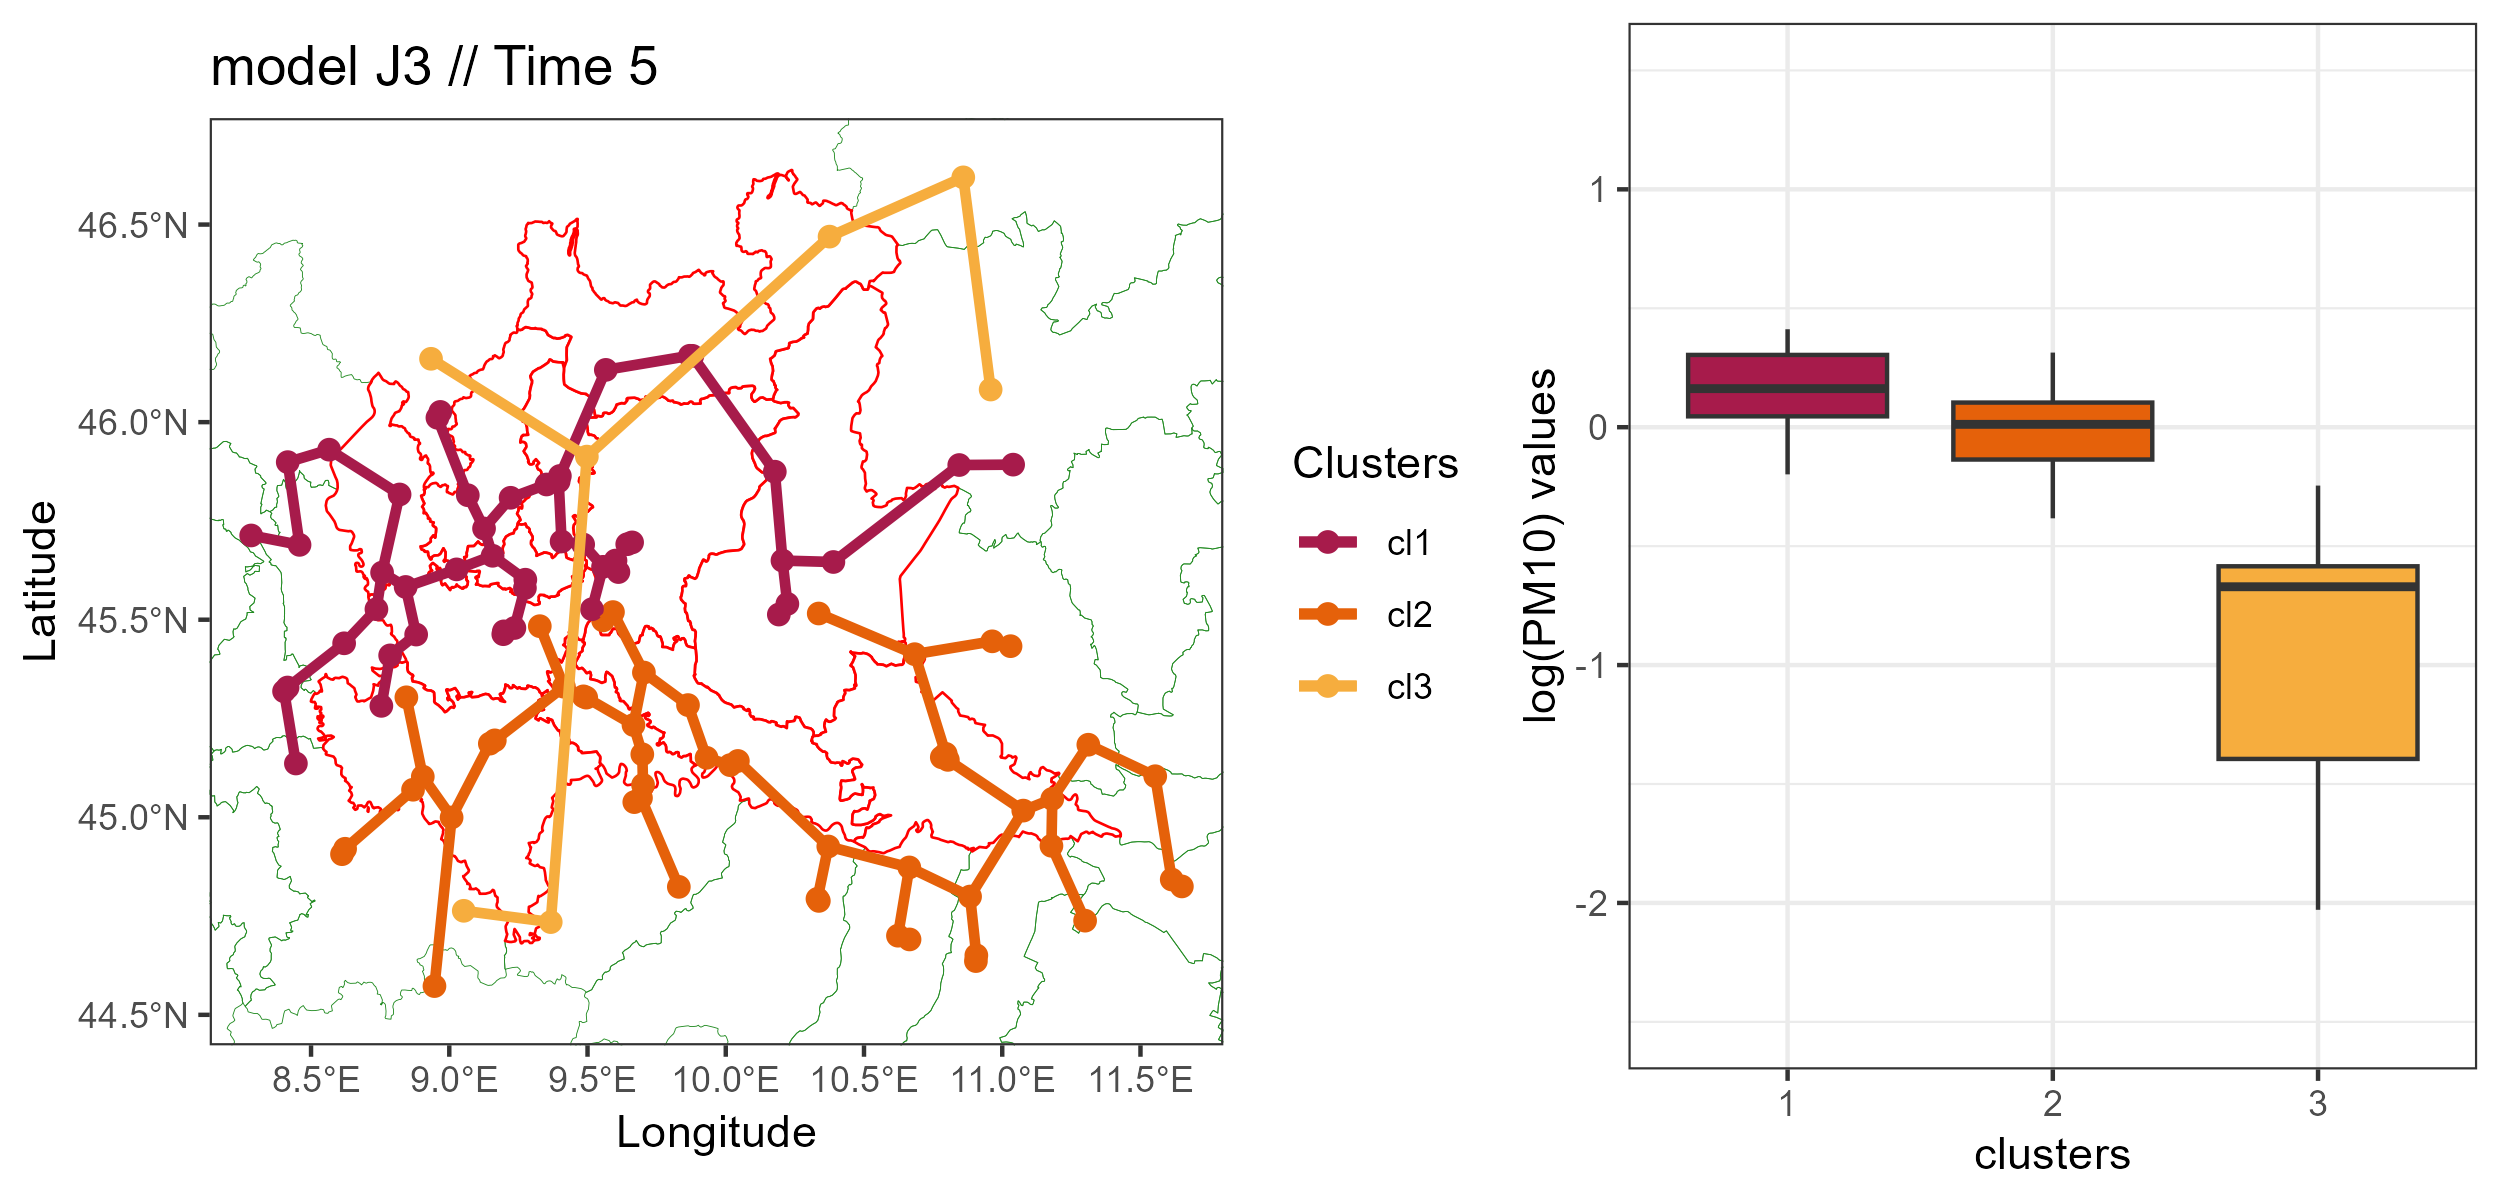 model J3 // Time 5
46.5°N
46.0°N
45.5°N
45.0°N
44.5°N
Latitude
8.5°E 9.0°E 9.5°E 10.0°E 10.5°E 11.0°E 11.5°E
Longitude
Clusters
cl1
cl2
cl3
log(PM10) values
1
0
-1
-2
1 2 3
clusters